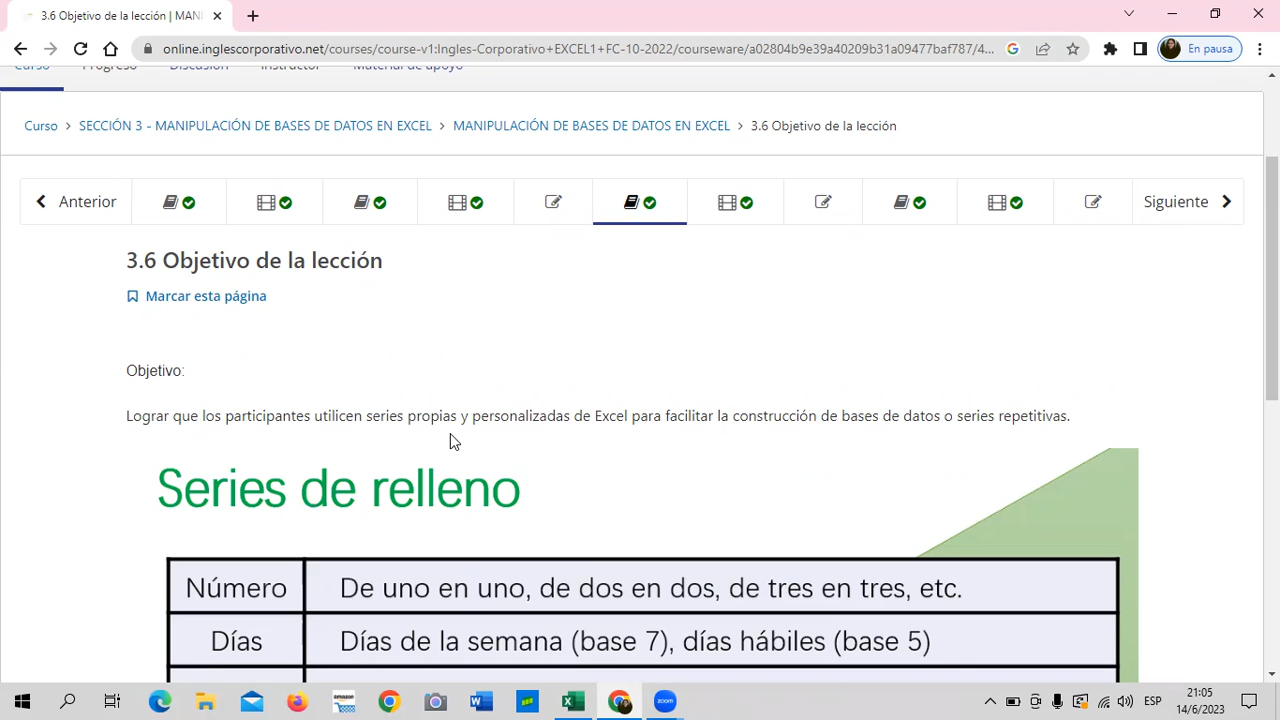 3.6 Objetivo de la lección | MAN
En pausa
online.inglescorporativo.net/courses/course-v1:Ingles-Corporativo+EXCEL1+FC-10-2022/courseware/a02804b9e39a40209b31a09477baf787/4...
Curso Progreso Discusión Instructor Material de apoyo
Curso > SECCIÓN 3 - MANIPULACIÓN DE BASES DE DATOS EN EXCEL > MANIPULACIÓN DE BASES DE DATOS EN EXCEL > 3.6 Objetivo de la lección
Anterior
Siguiente
3.6 Objetivo de la lección
Marcar esta página
Objetivo:
Lograr que los participantes utilicen series propias y personalizadas de Excel para facilitar la construcción de bases de datos o series repetitivas.
Series de relleno
Número De uno en uno, de dos en dos, de tres en tres, etc.
Días Días de la semana (base 7), días hábiles (base 5)
amazon
zoom
ESP
21:05
14/6/2023